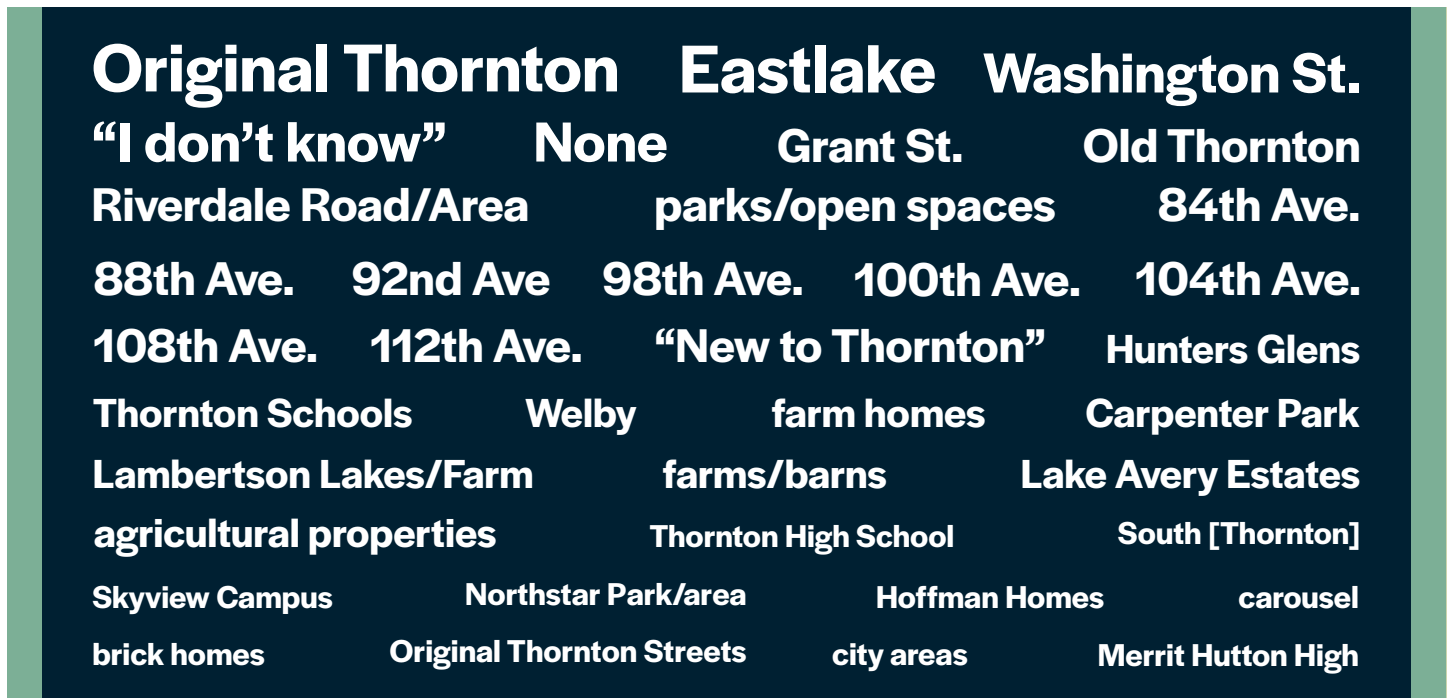 Original Thornton Eastlake Washington St.
“I don’t know” None Grant St. Old Thornton
Riverdale Road/Area parks/open spaces 84th Ave.
88th Ave. 92nd Ave 98th Ave. 100th Ave. 104th Ave.
108th Ave. 112th Ave. “New to Thornton” Hunters Glens
Thornton Schools Welby farm homes Carpenter Park
Lambertson Lakes/Farm farms/barns Lake Avery Estates
agricultural properties Thornton High School South [Thornton]
Skyview Campus Northstar Park/area Hoffman Homes carousel
brick homes Original Thornton Streets city areas Merrit Hutton High